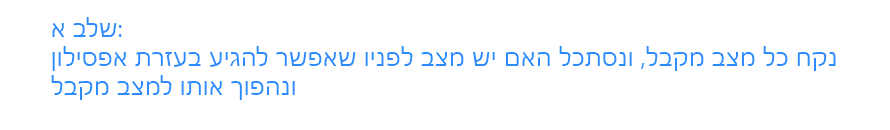 שלב א:
נקח כל מצב מקבל, ונסתכל האם יש מצב לפניו שאפשר להגיע בעזרת אפסילון
ונהפוך אותו למצב מקבל